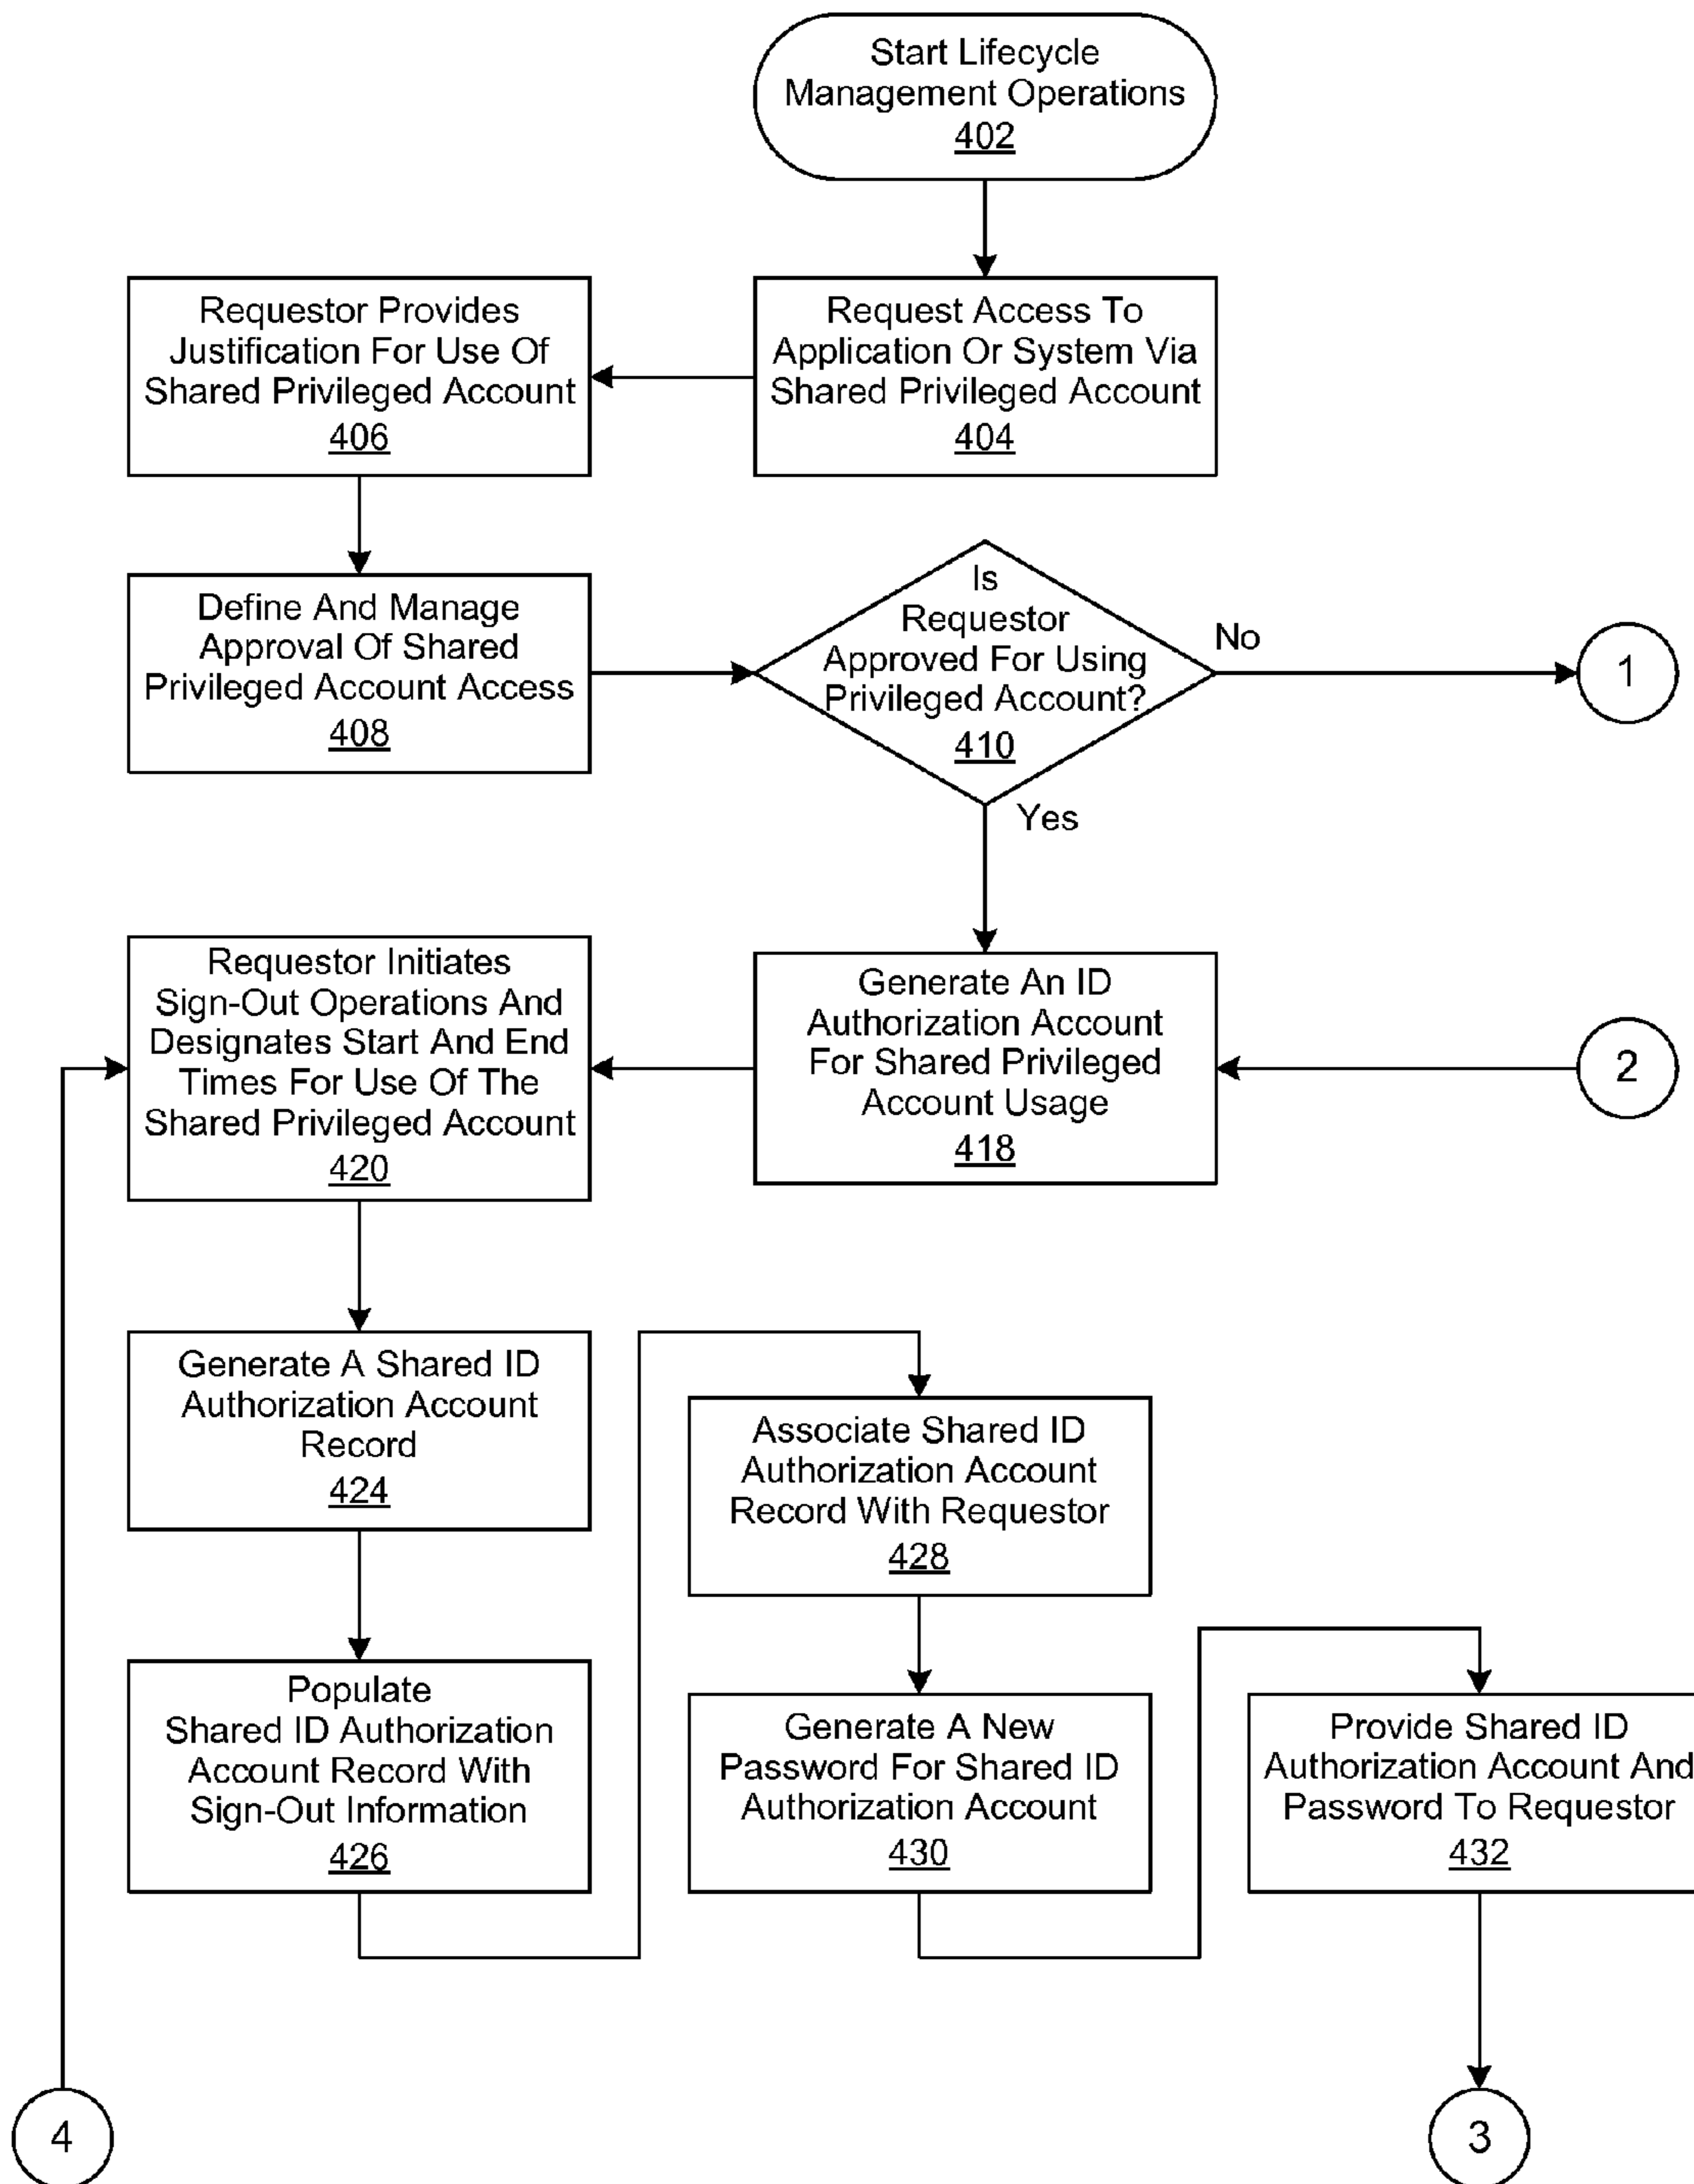 Start Lifecycle
Management Operations
402
Request Access To
Application Or System Via
Shared Privileged Account
404
Requestor Provides
Justification For Use Of
Shared Privileged Account
406
Define And Manage
Approval Of Shared
Privileged Account Access
408
Is
Requestor
Approved For Using
Privileged Account?
410
No
1
Yes
Generate An ID
Authorization Account
For Shared Privileged
Account Usage
418
2
Requestor Initiates
Sign-Out Operations And
Designates Start And End
Times For Use Of The
Shared Privileged Account
420
Generate A Shared ID
Authorization Account
Record
424
Populate
Shared ID Authorization
Account Record With
Sign-Out Information
426
Associate Shared ID
Authorization Account
Record With Requestor
428
Generate A New
Password For Shared ID
Authorization Account
430
Provide Shared ID
Authorization Account And
Password To Requestor
432
4
3